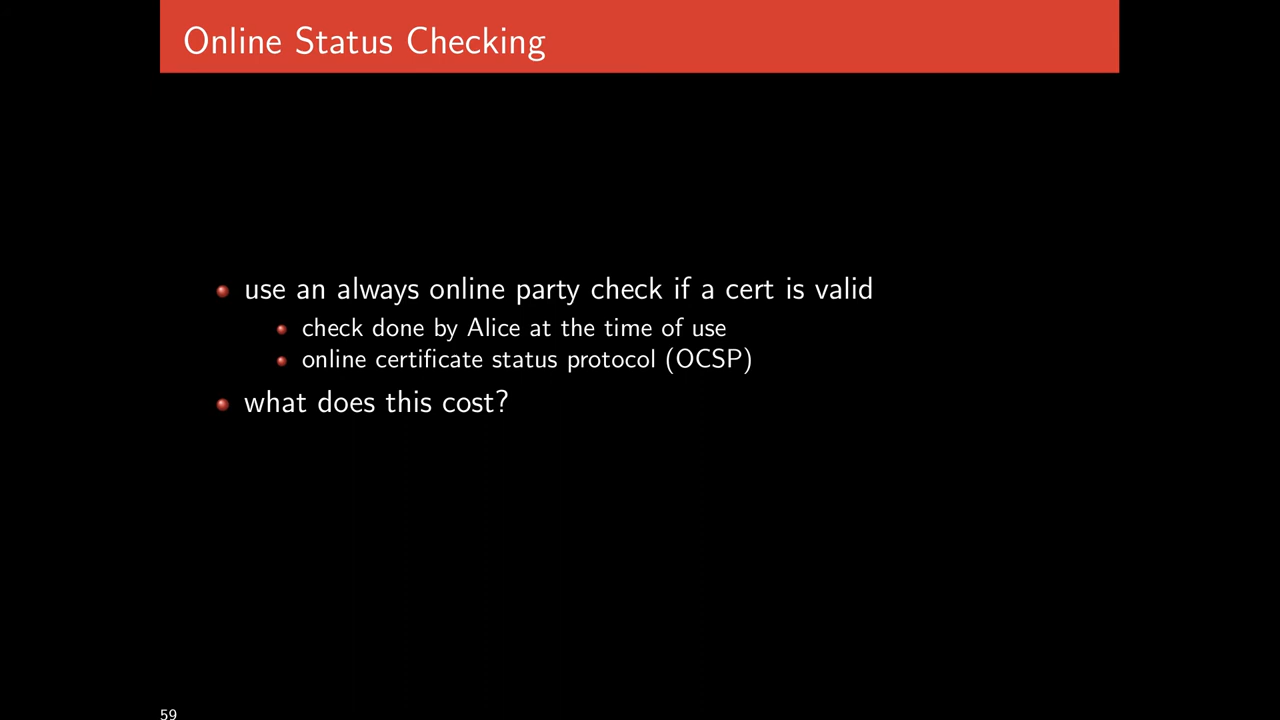 Online Status Checking
use an always online party check if a cert is valid
check done by Alice at the time of use
online certificate status protocol (OCSP)
what does this cost?
59